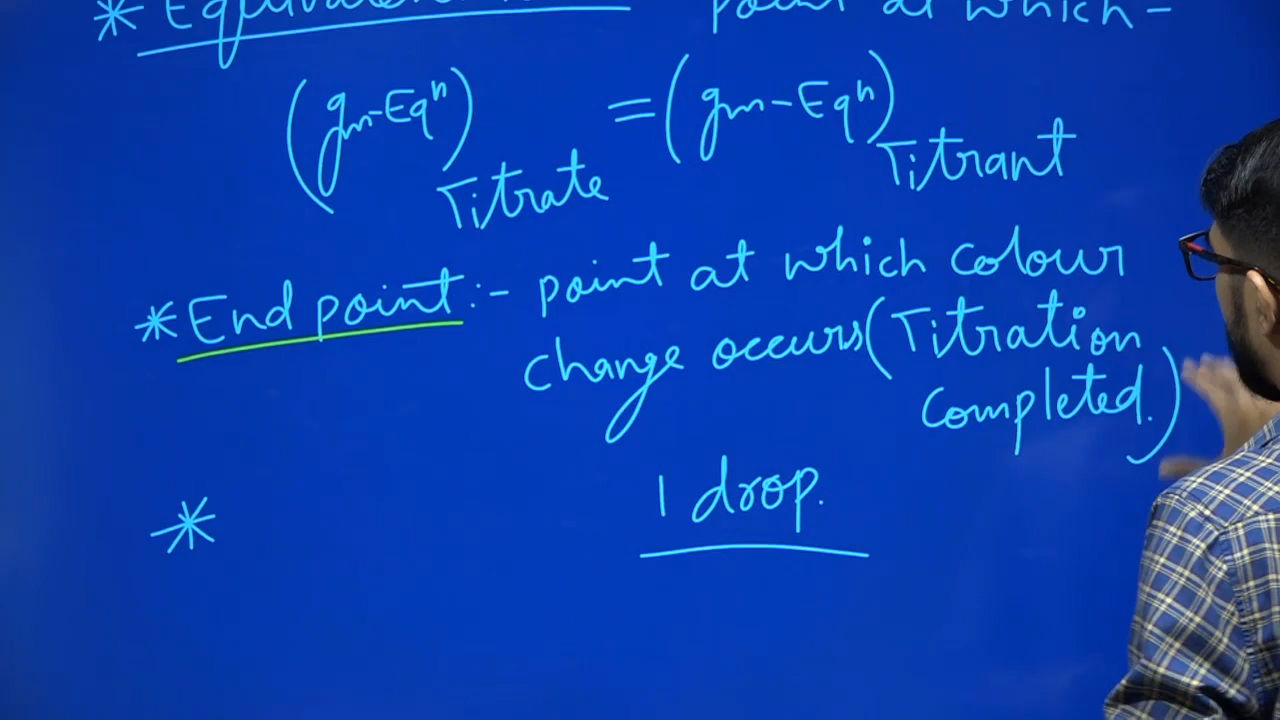 * point at which -
(gm-Eqⁿ)Titrate = (gm-Eqⁿ)Titrant
* End point :- point at which colour
change occurs (Titration
completed.)
* 1 drop.